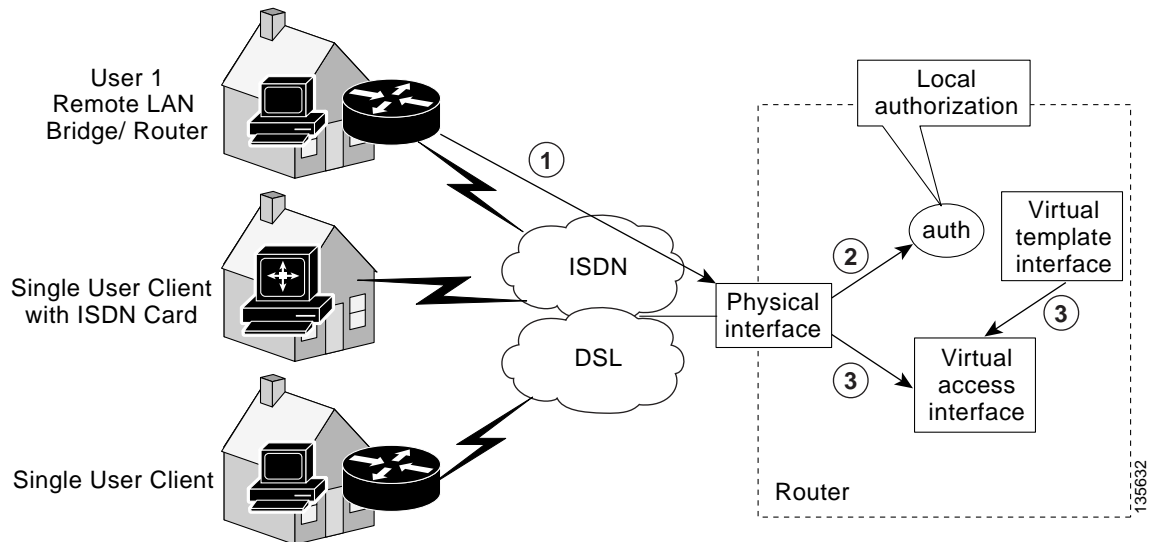 User 1
Remote LAN
Bridge/ Router
Single User Client
with ISDN Card
Single User Client
1
ISDN
DSL
Physical
interface
2
3
Local
authorization
auth
Virtual
template
interface
3
Virtual
access
interface
Router
135632